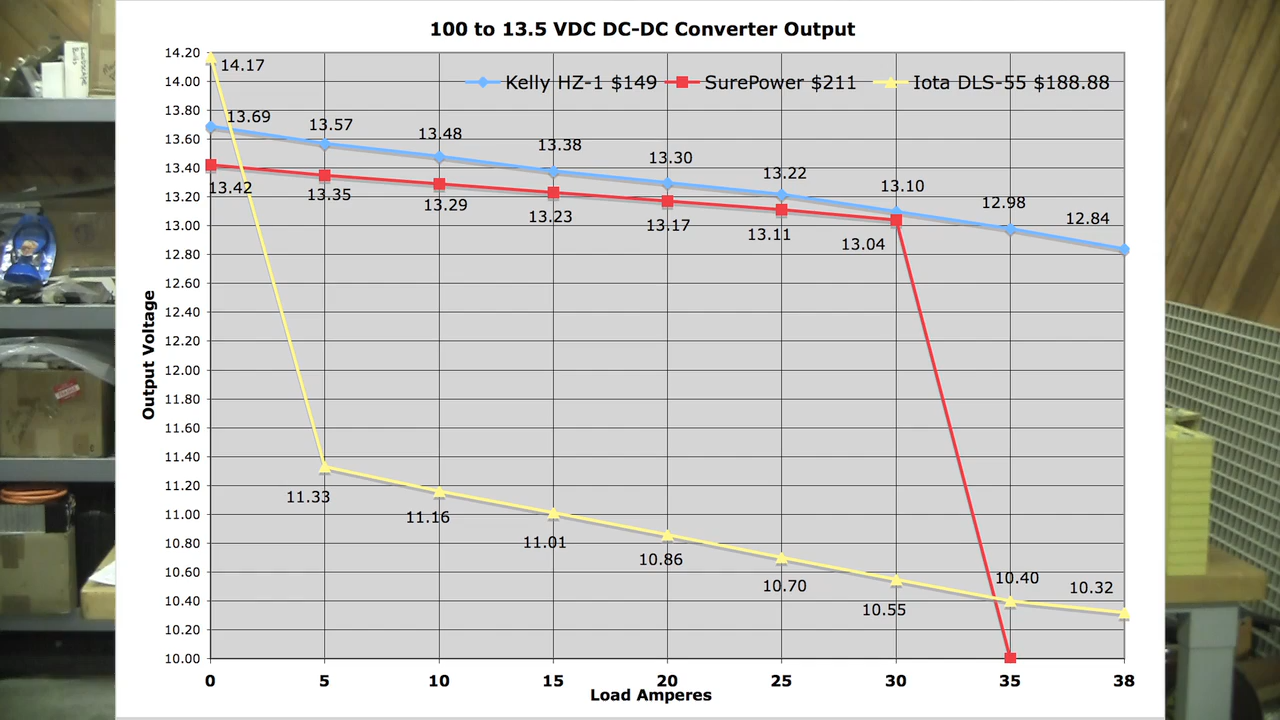 100 to 13.5 VDC DC-DC Converter Output
Kelly HZ-1 $149 SurePower $211 Iota DLS-55 $188.88
Output Voltage
14.20
14.00
13.80
13.60
13.40
13.20
13.00
12.80
12.60
12.40
12.20
12.00
11.80
11.60
11.40
11.20
11.00
10.80
10.60
10.40
10.20
10.00
14.17
13.69 13.57 13.48 13.38 13.30 13.22 13.10 12.98 12.84
13.42 13.35 13.29 13.23 13.17 13.11 13.04
11.33 11.16 11.01 10.86 10.70 10.55 10.40 10.32
0 5 10 15 20 25 30 35 38
Load Amperes